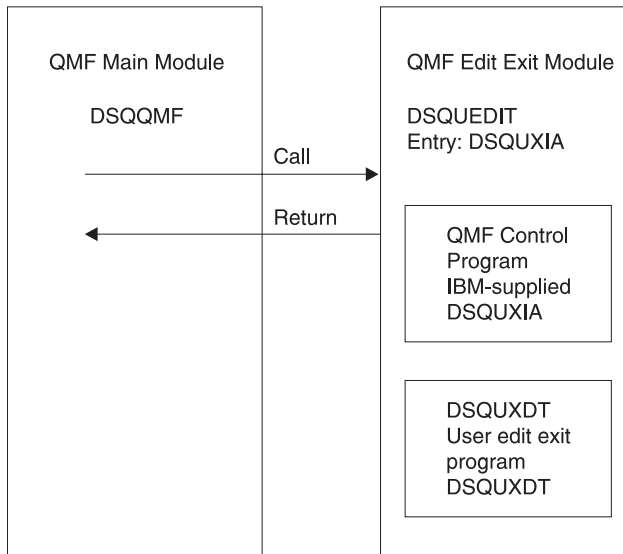 QMF Main Module
DSQQMF
Call
Return
QMF Edit Exit Module
DSQUEDIT
Entry: DSQUXIA
QMF Control
Program
IBM-supplied
DSQUXIA
DSQUXDT
User edit exit
program
DSQUXDT